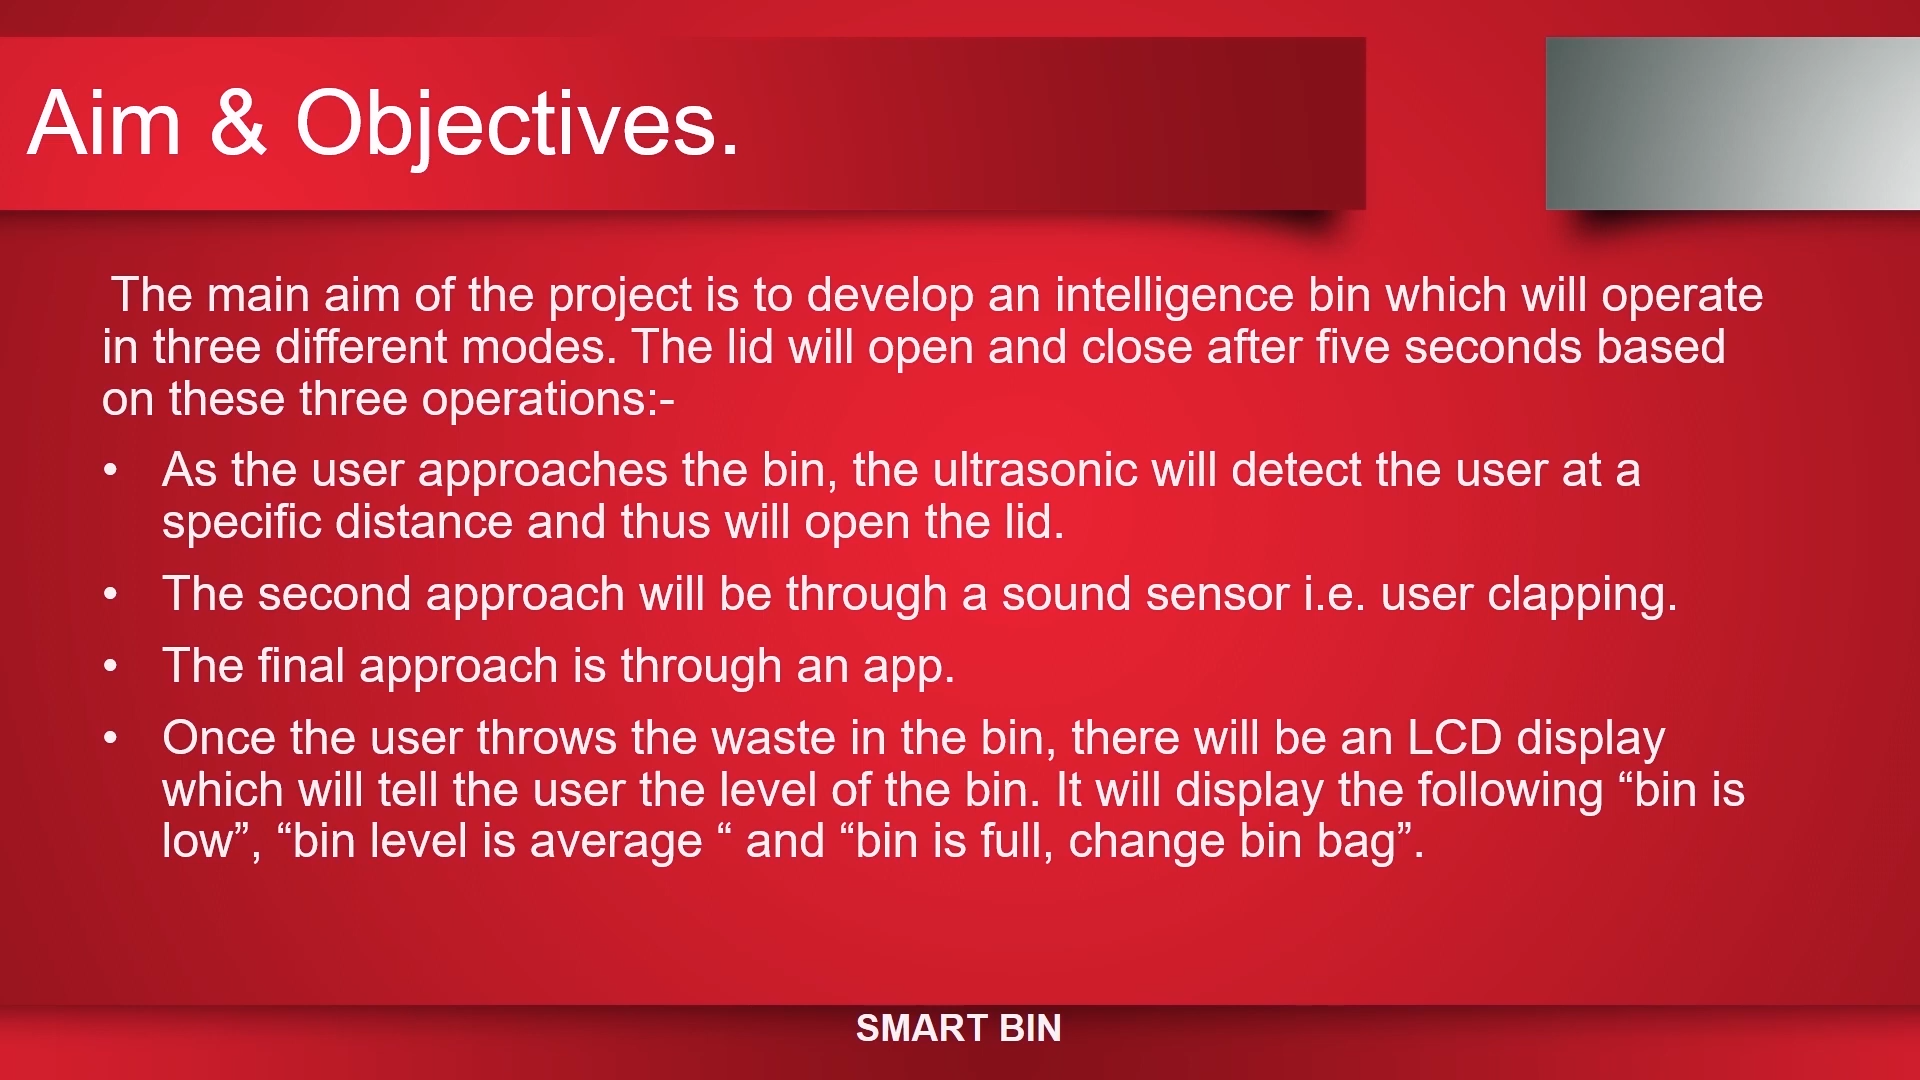 Aim & Objectives.
The main aim of the project is to develop an intelligence bin which will operate
in three different modes. The lid will open and close after five seconds based
on these three operations:-
• As the user approaches the bin, the ultrasonic will detect the user at a
specific distance and thus will open the lid.
• The second approach will be through a sound sensor i.e. user clapping.
• The final approach is through an app.
• Once the user throws the waste in the bin, there will be an LCD display
which will tell the user the level of the bin. It will display the following “bin is
low”, “bin level is average “ and “bin is full, change bin bag”.
SMART BIN